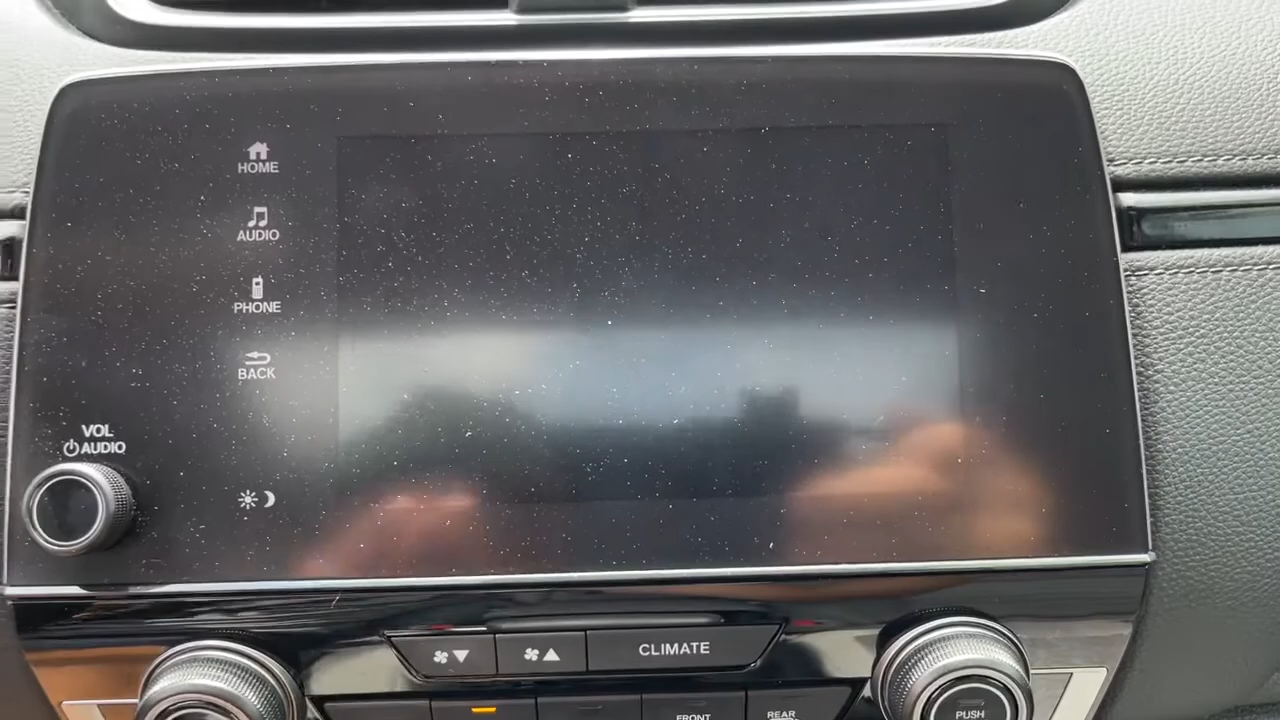 HOME
AUDIO
PHONE
BACK
VOL
AUDIO
CLIMATE
FRONT
REAR
PUSH